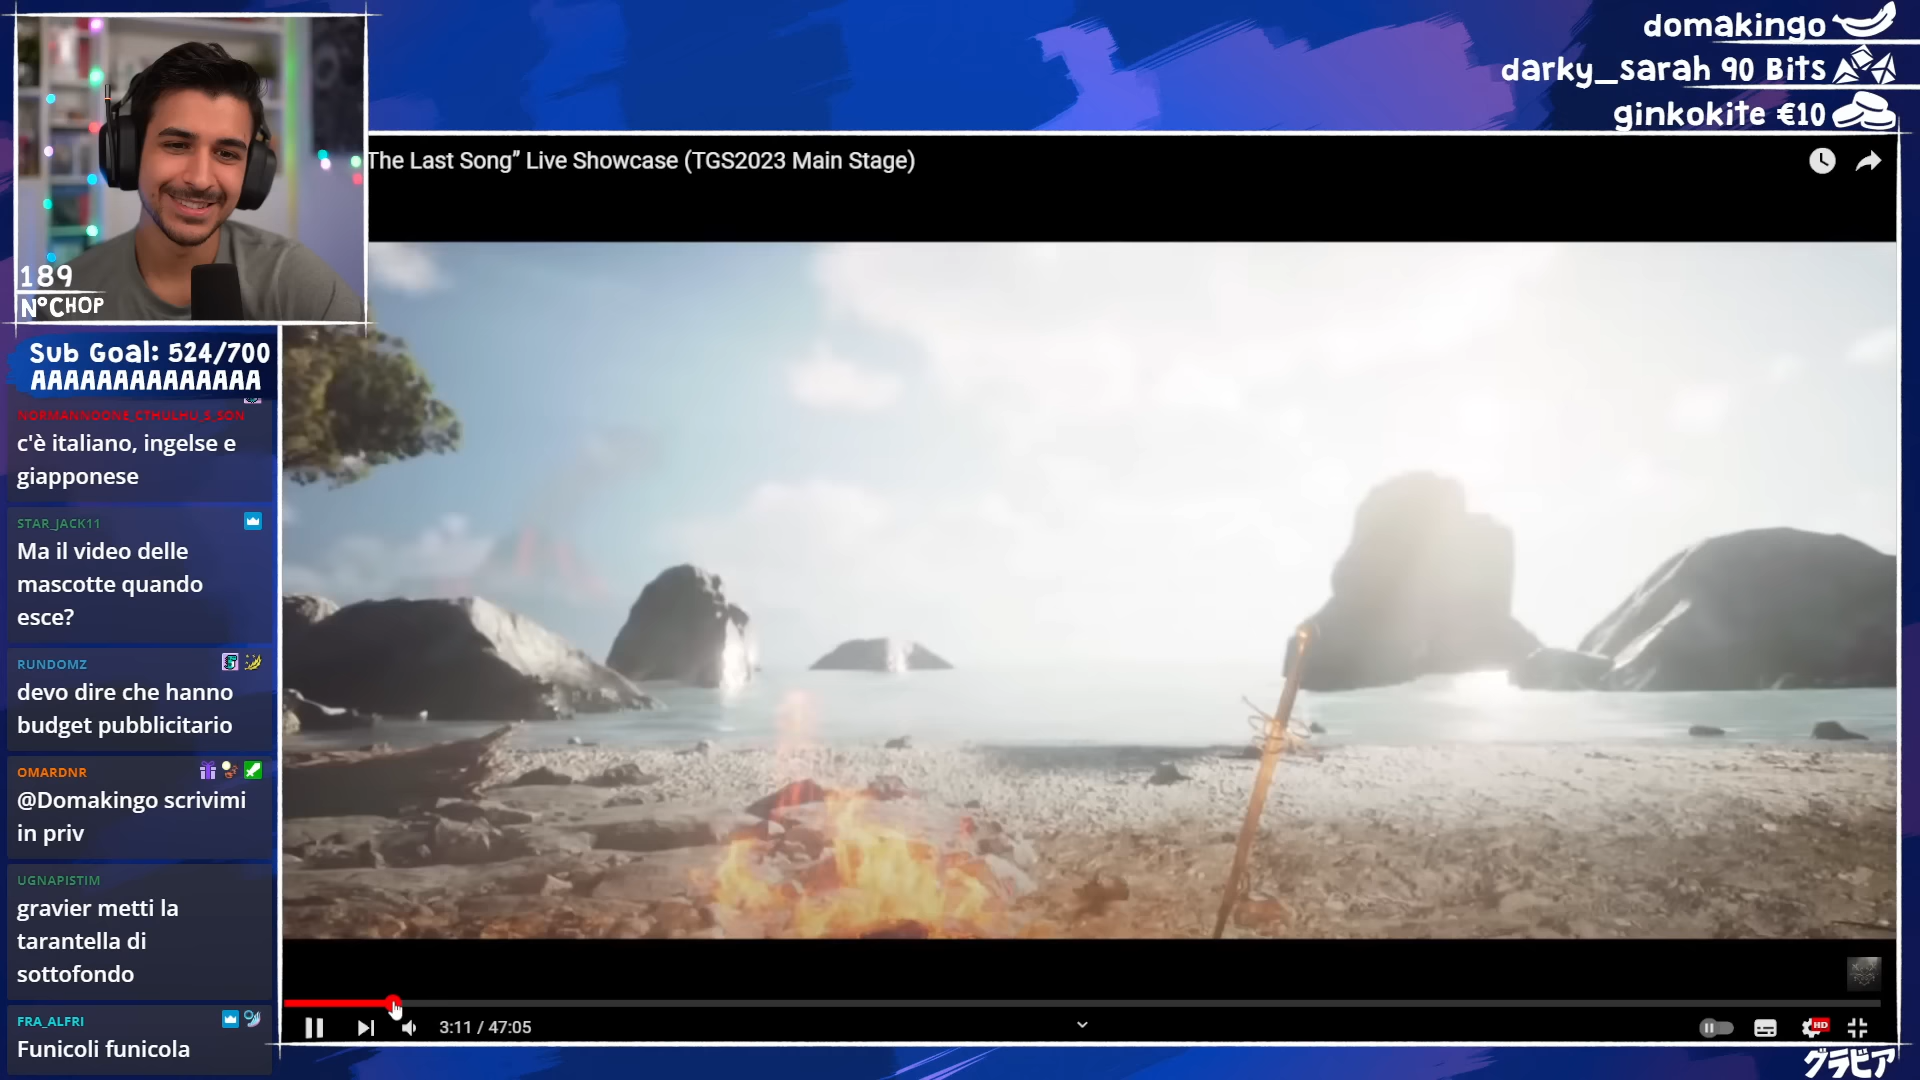 domakingo
darky_sarah 90 Bits
ginkokite €10
The Last Song” Live Showcase (TGS2023 Main Stage)
189
N°CHOP
Sub Goal: 524/700
AAAAAAAAAAAAAA
NORMANNOONE_CTHULHU_S_SON
c'è italiano, ingelse e
giapponese
STAR_JACK11
Ma il video delle
mascotte quando
esce?
RUNDOMZ
devo dire che hanno
budget pubblicitario
OMARDNR
@Domakingo scrivimi
in priv
UGNAPISTIM
gravier metti la
tarantella di
sottofondo
FRA_ALFRI
Funicoli funicola
3:11 / 47:05
HD
グラビア